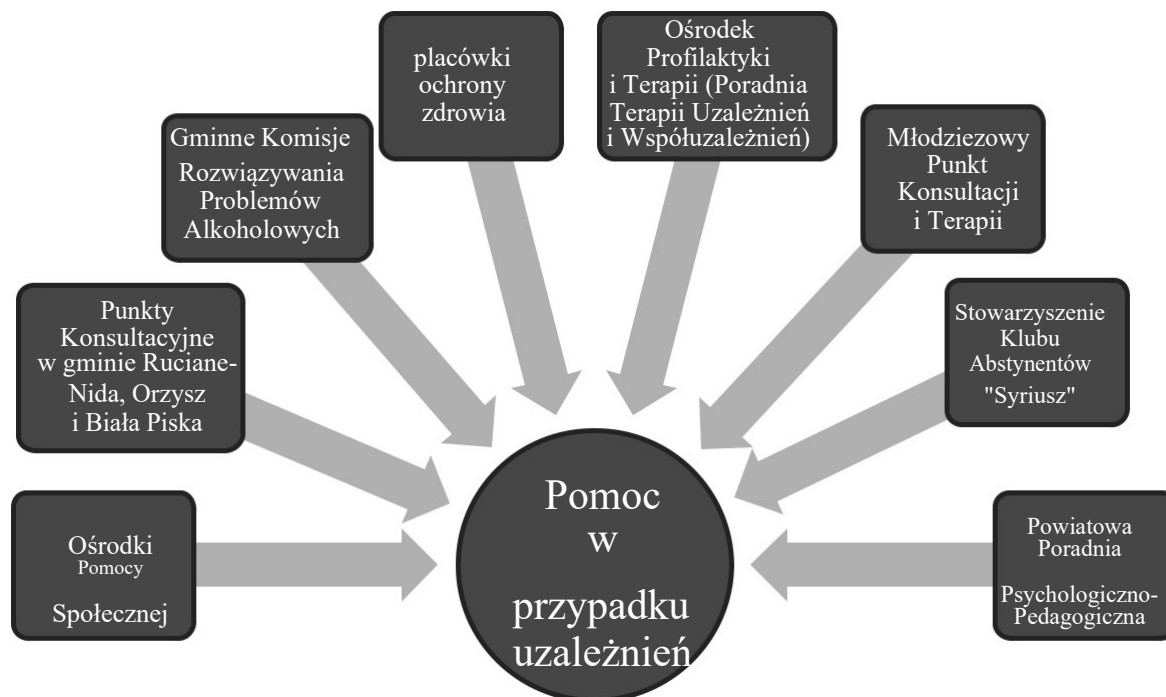 Ośrodek
Profilaktyki
i Terapii (Poradnia
Terapii Uzależnień
i Współuzależnień)
placówki
ochrony
zdrowia
Gminne Komisje
Rozwiązywania
Problemów
Alkoholowych
Młodziezowy
Punkt
Konsultacji
i Terapii
Punkty
Konsultacyjne
w gminie Ruciane-
Nida, Orzysz
i Biała Piska
Stowarzyszenie
Klubu
Abstynentów
"Syriusz"
Ośrodki
Pomocy
Społecznej
Pomoc
w
przypadku
uzależnień
Powiatowa
Poradnia
Psychologiczno-
Pedagogiczna